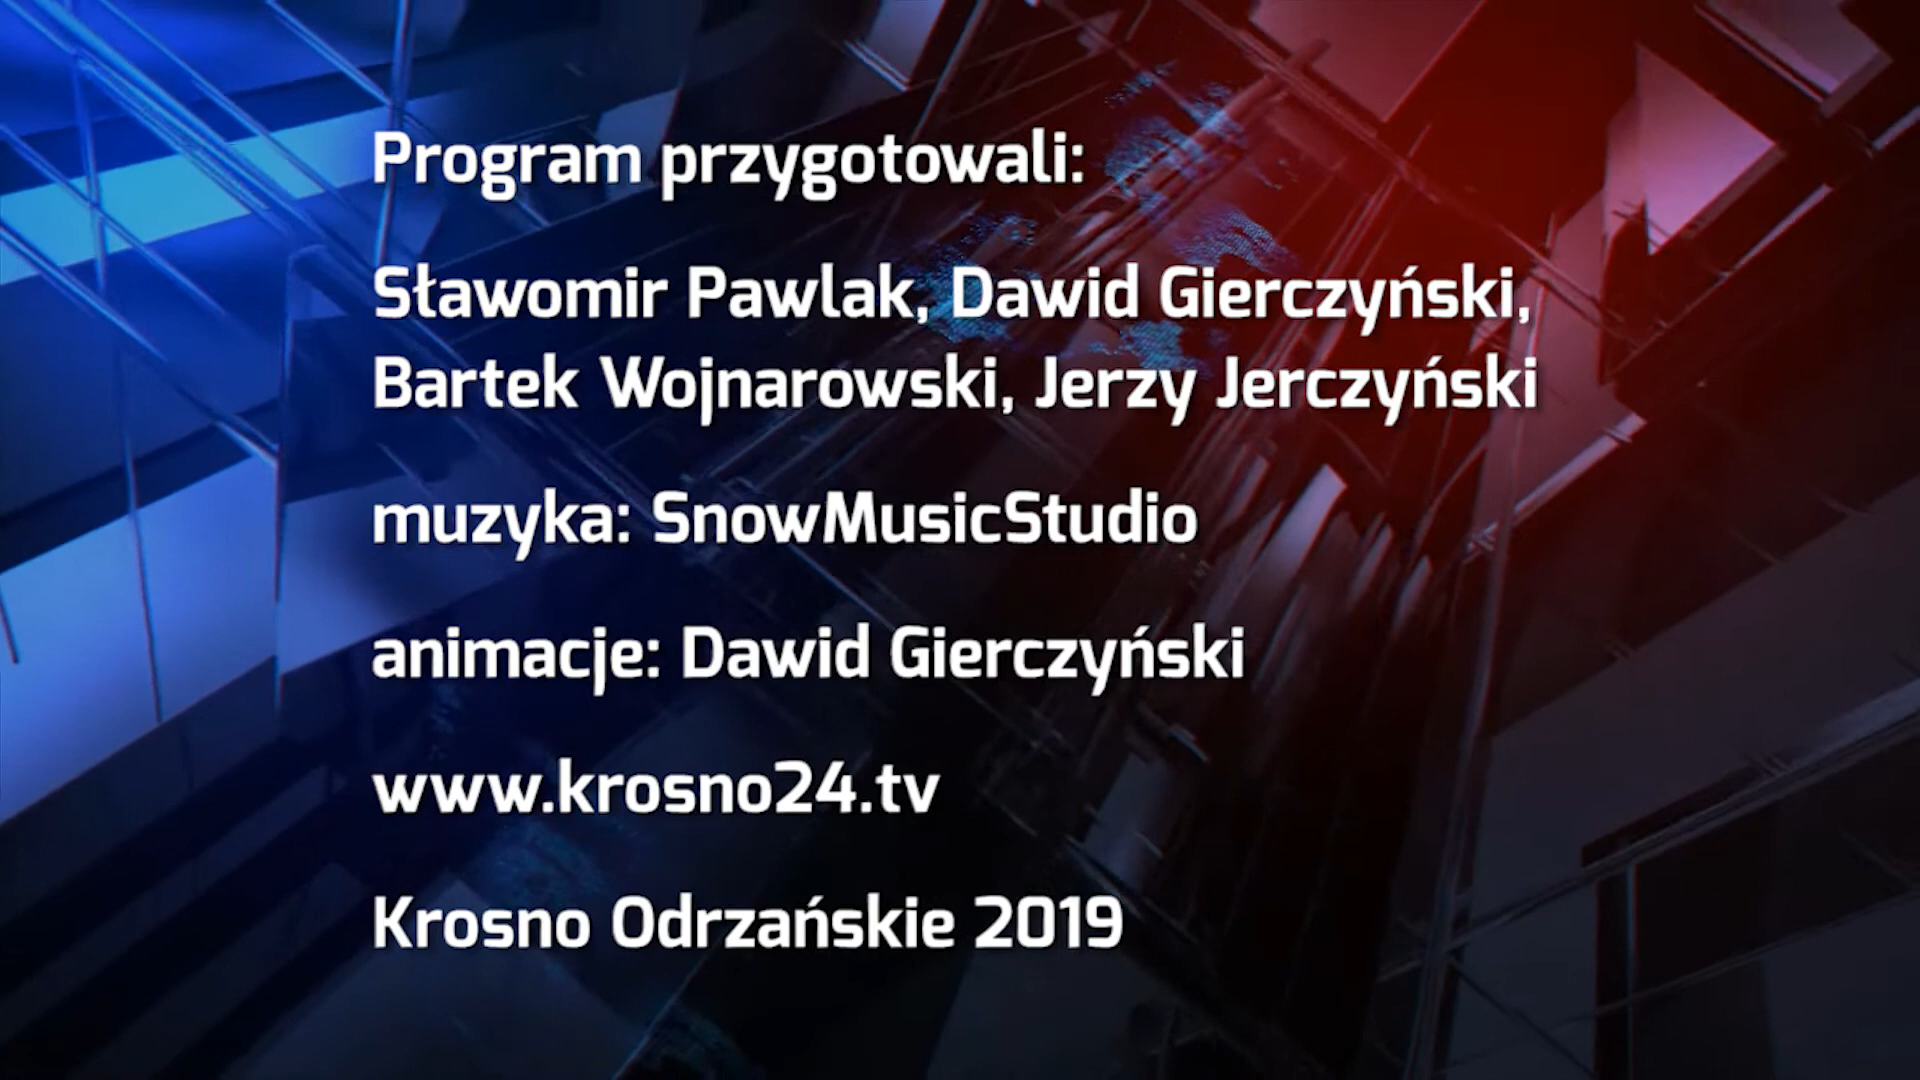 Program przygotowali:
Sławomir Pawlak, Dawid Gierczyński,
Bartek Wojnarowski, Jerzy Jerczyński
muzyka: SnowMusicStudio
animacje: Dawid Gierczyński
www.krosno24.tv
Krosno Odrzańskie 2019